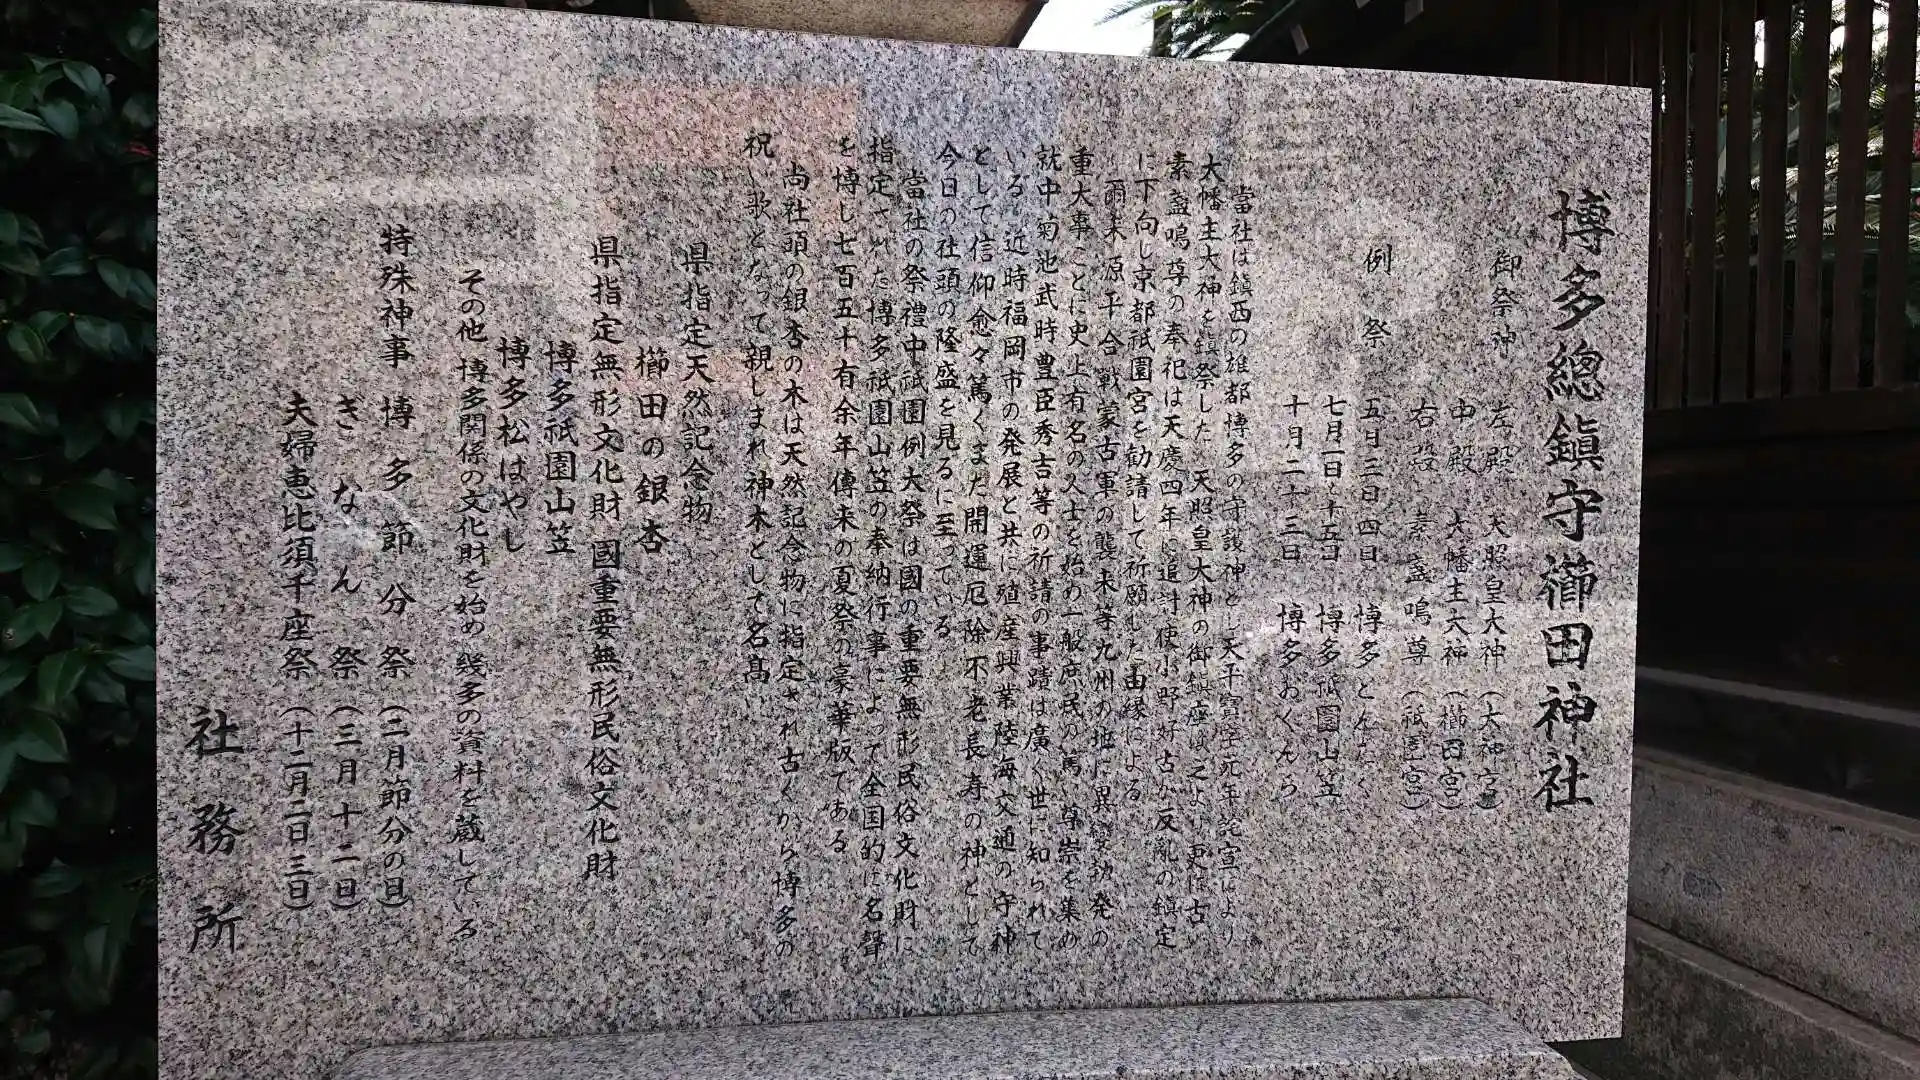 博多總鎮守櫛田神社
御祭神 左殿 天照皇大神（大神宮）
中殿 大幡主大神（櫛田宮）
右殿 素盞鳴尊（祇園宮）
例祭 五月三日四日 博多どんたく
七月一日〜十五日 博多祇園山笠
十月二十三日 博多おくんち
當社は鎮西の雄都博多の守護神とし天平寶字元年託宣により
大幡主大神を鎮祭した 天照皇大神の御鎮座は之より更に古い
素盞鳴尊の奉祀は天慶四年に追討使小野好古が反亂の鎮定
に下向し京都祇園宮を勧請して祈願した由縁による
爾来 源平合戰 蒙古軍の襲来等九州の地に異變勃発の
重大事ごとに史上有名の人士を始め一般庶民の篤い尊崇を集め
就中菊池武時 豊臣秀吉等の祈請の事蹟は廣く世に知られて
いる 近時福岡市の発展と共に殖産興業陸海交通の守神
として信仰愈々篤くまた開運厄除 不老長寿の神として
今日の社頭の隆盛を見るに至っている
當社の祭禮中祇園例大祭は國の重要無形民俗文化財に
指定された博多祇園山笠の奉納行事によって全国的に名聲
を博し七百五十有余年傳来の夏祭の豪華版である
尚社頭の銀杏の木は天然記念物に指定され古くから博多の
祝い歌となって親しまれ神木として名髙い
県指定天然記念物
櫛田の銀杏
県指定無形文化財 國重要無形民俗文化財
博多祇園山笠
博多松ばやし
その他 博多関係の文化財を始め 幾多の資料を蔵している
特殊神事 博多節分祭（二月節分の日）
ぎおん祭（三月十二日）
夫婦恵比須千座祭（十二月二日三日）
社務所